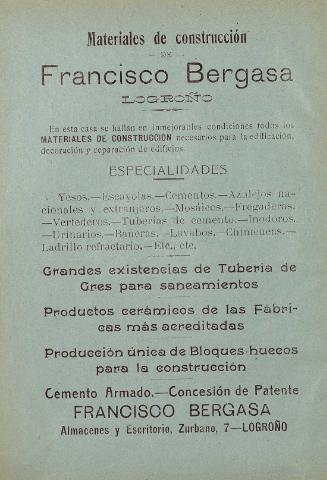 Materiales de construcción
DE
Francisco Bergasa
LOGROÑO
En esta casa se hallan en inmejorables condiciones todos los
MATERIALES DE CONSTRUCCION necesarios para la edificación,
decoración y reparación de edificios.
ESPECIALIDADES
Yesos.—Escayolas.—Cementos.—Azulejos na-
cionales y extranjeros.—Mosáicos.—Fregaderos.
—Vertederos.—Tuberías de cemento.—Inodoros.
—Urinarios.—Bañeras.—Lavabos.—Chimeneas.—
Ladrillo refractario.—Etc., etc.
Grandes existencias de Tubería de
Gres para saneamientos
Productos cerámicos de las Fábri-
cas más acreditadas
Producción única de Bloques huecos
para la construcción
Cemento Armado.—Concesión de Patente
FRANCISCO BERGASA
Almacenes y Escritorio, Zurbano, 7—LOGROÑO